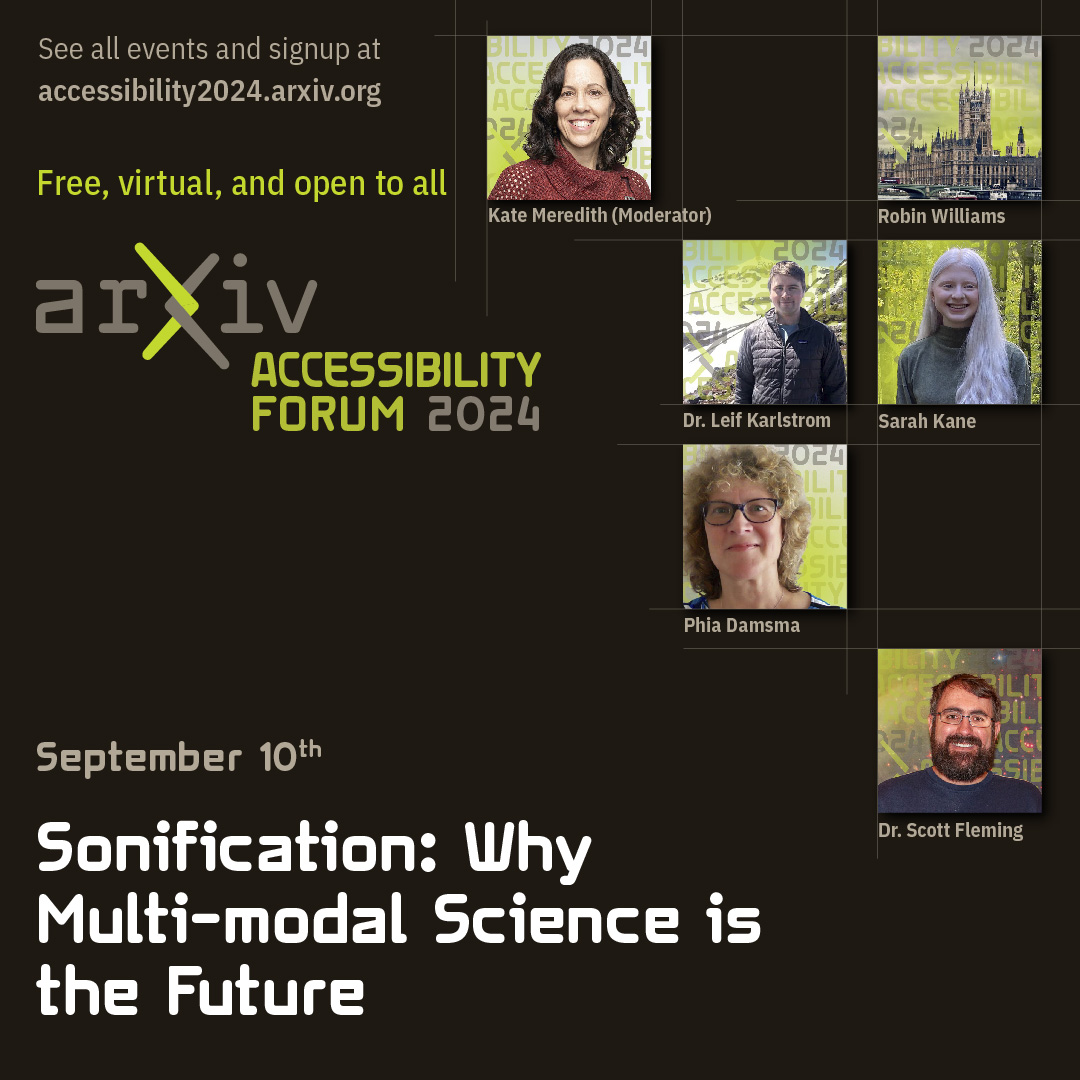 See all events and signup at
accessibility2024.arxiv.org
Free, virtual, and open to all
arXiv
ACCESSIBILITY
FORUM 2024
Kate Meredith (Moderator)
Robin Williams
Dr. Leif Karlstrom
Sarah Kane
Phia Damsma
Dr. Scott Fleming
September 10th
Sonification: Why
Multi-modal Science is
the Future